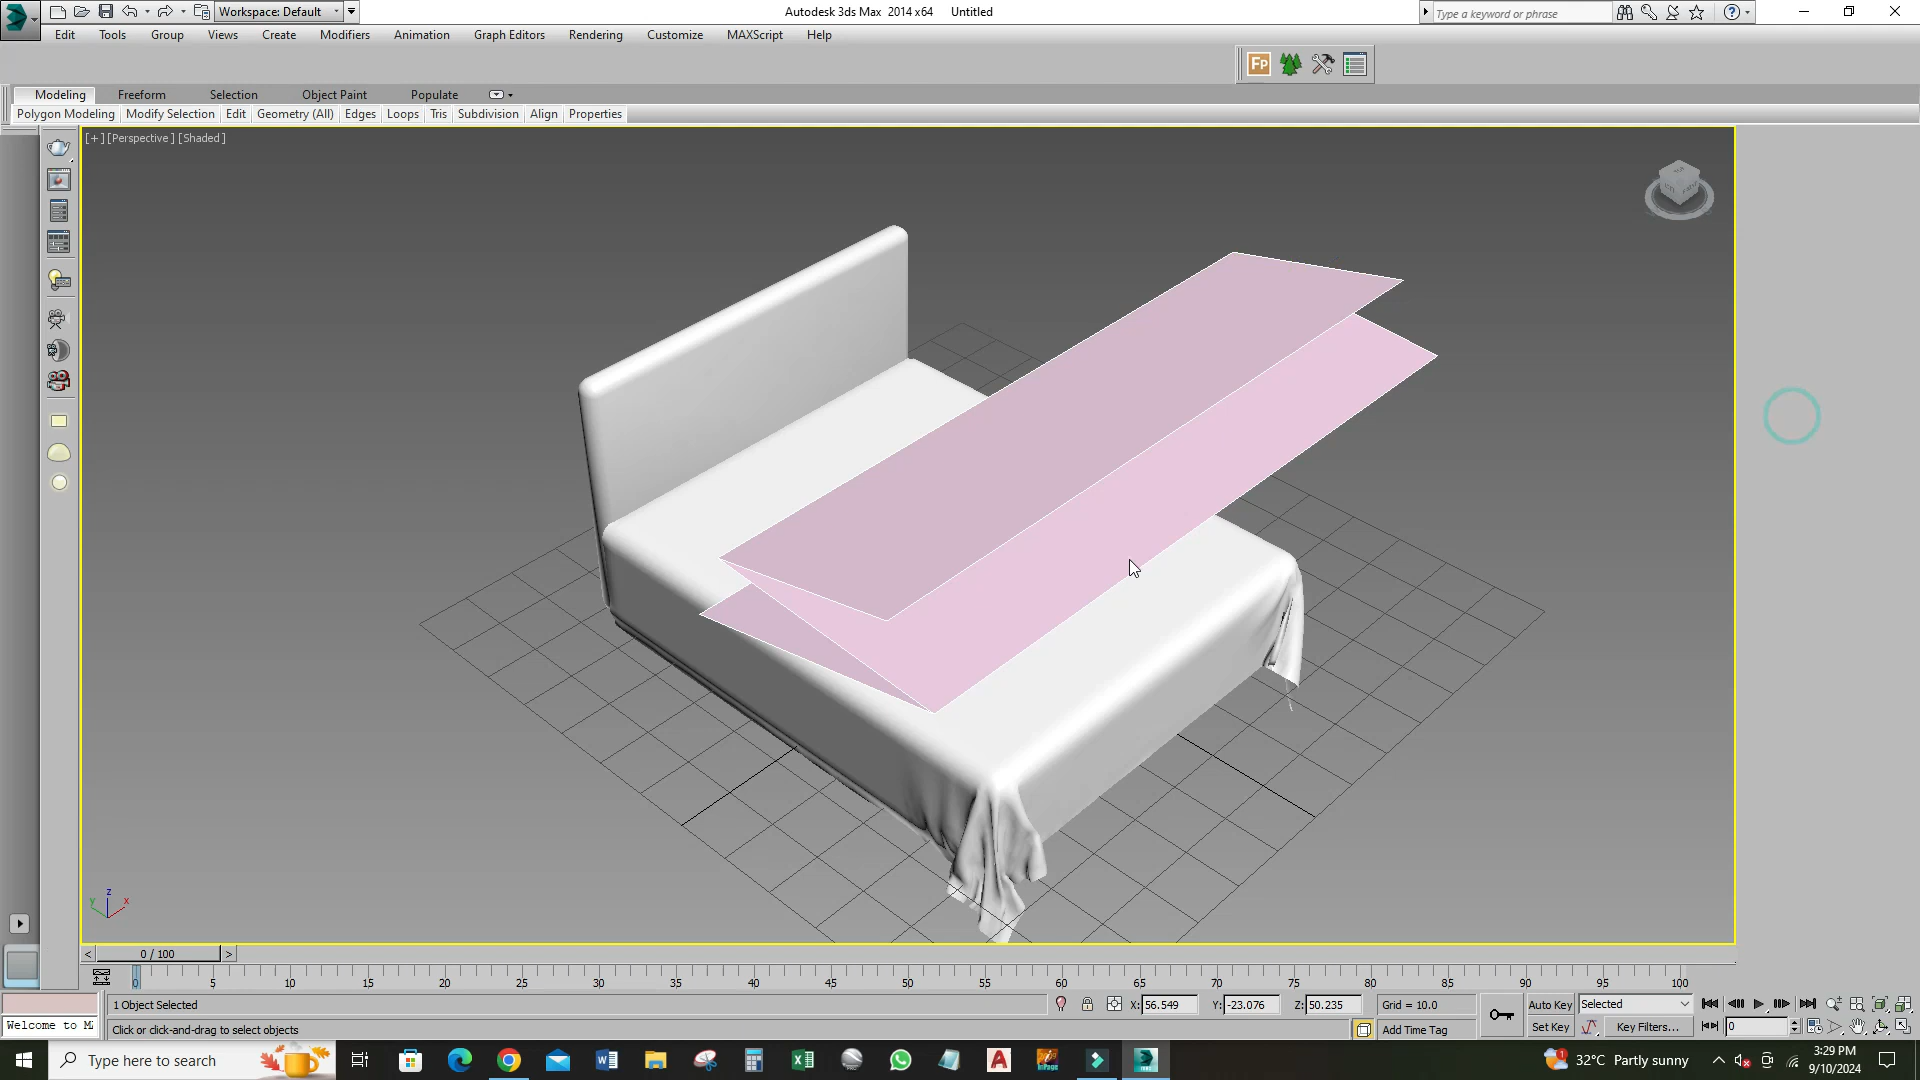 Workspace: Default
Autodesk 3ds Max 2014 x64 Untitled
Type a keyword or phrase
Edit Tools Group Views Create Modifiers Animation Graph Editors Rendering Customize MAXScript Help
Fp
Modeling Freeform Selection Object Paint Populate
Polygon Modeling Modify Selection Edit Geometry (All) Edges Loops Tris Subdivision Align Properties
[+] [Perspective] [Shaded]
z
y x
< 0 / 100 >
0 5 10 15 20 25 30 35 40 45 50 55 60 65 70 75 80 85 90 95 100
1 Object Selected X: 56.549 Y: -23.076 Z: 50.235 Grid = 10.0 Auto Key Selected
Welcome to M Click or click-and-drag to select objects Add Time Tag Set Key Key Filters... 0
Type here to search 32°C Partly sunny 3:29 PM
9/10/2024